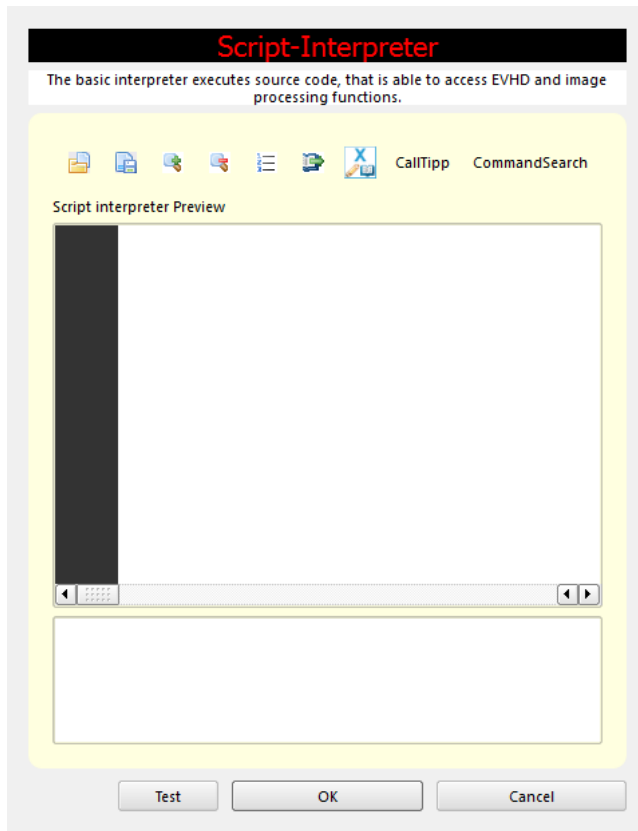 Script-Interpreter
The basic interpreter executes source code, that is able to access EVHD and image
processing functions.
CallTipp CommandSearch
Script interpreter Preview
Test OK Cancel